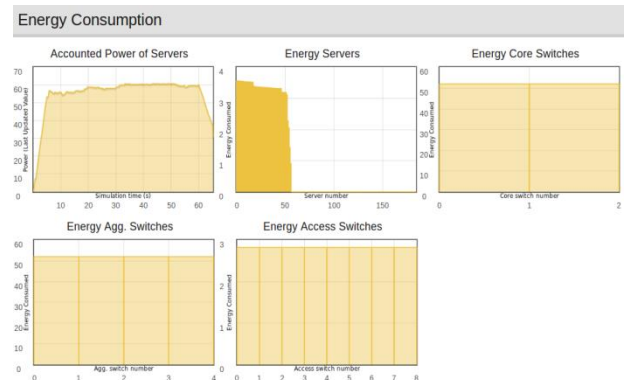 Energy Consumption
Accounted Power of Servers
Energy Servers
Energy Core Switches
70
60
50
40
30
20
10
0
Power (Last Updated Value)
Simulation time (s)
10 20 30 40 50 60
4
3
2
1
0
Energy Consumed
Server number
0 50 100 150
60
50
40
30
20
10
0
Energy Consumed
Core switch number
0 1 2
Energy Agg. Switches
Energy Access Switches
60
50
40
30
20
10
0
Energy Consumed
Agg. switch number
0 1 2 3 4
3
2
1
0
Energy Consumed
Access switch number
0 1 2 3 4 5 6 7 8